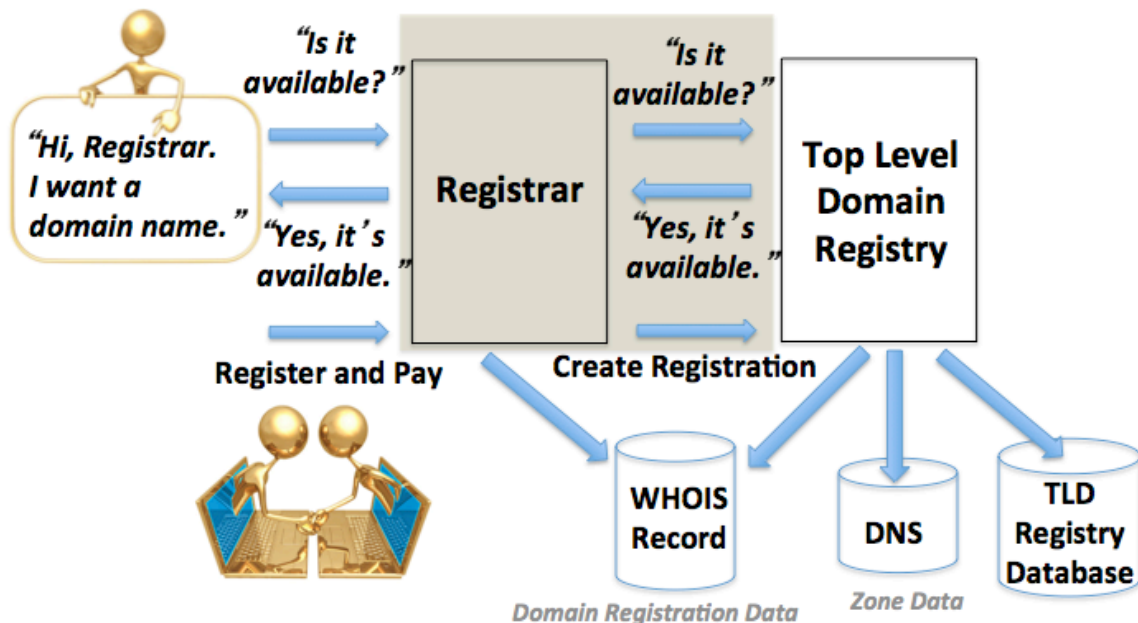 “Hi, Registrar.
I want a
domain name.”
“Is it
available?”
“Yes, it’s
available.”
Register and Pay
Registrar
“Is it
available?”
“Yes, it’s
available.”
Create Registration
Top Level
Domain
Registry
WHOIS
Record
Domain Registration Data
DNS
Zone Data
TLD
Registry
Database